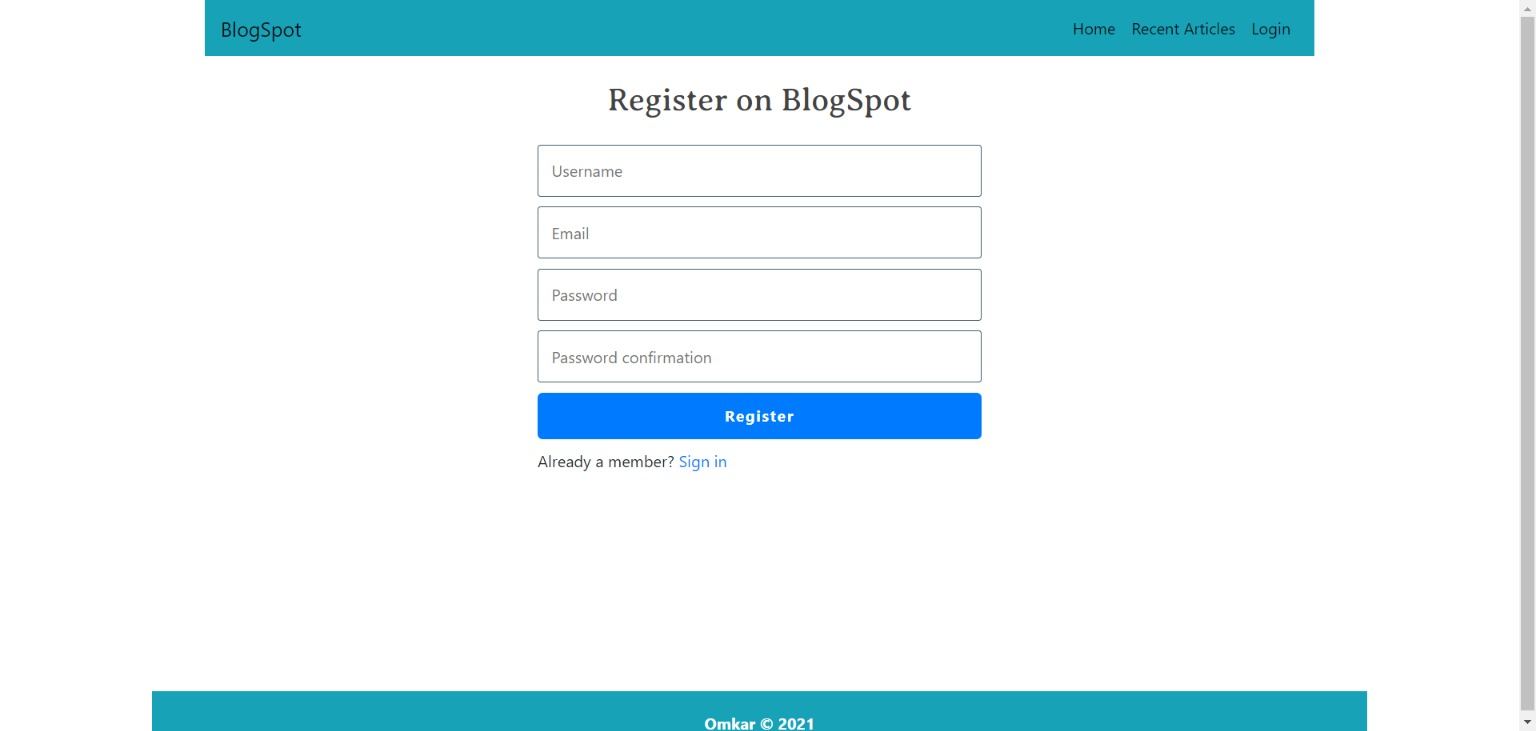 BlogSpot Home Recent Articles Login
Register on BlogSpot
Username
Email
Password
Password confirmation
Register
Already a member? Sign in
Omkar © 2021